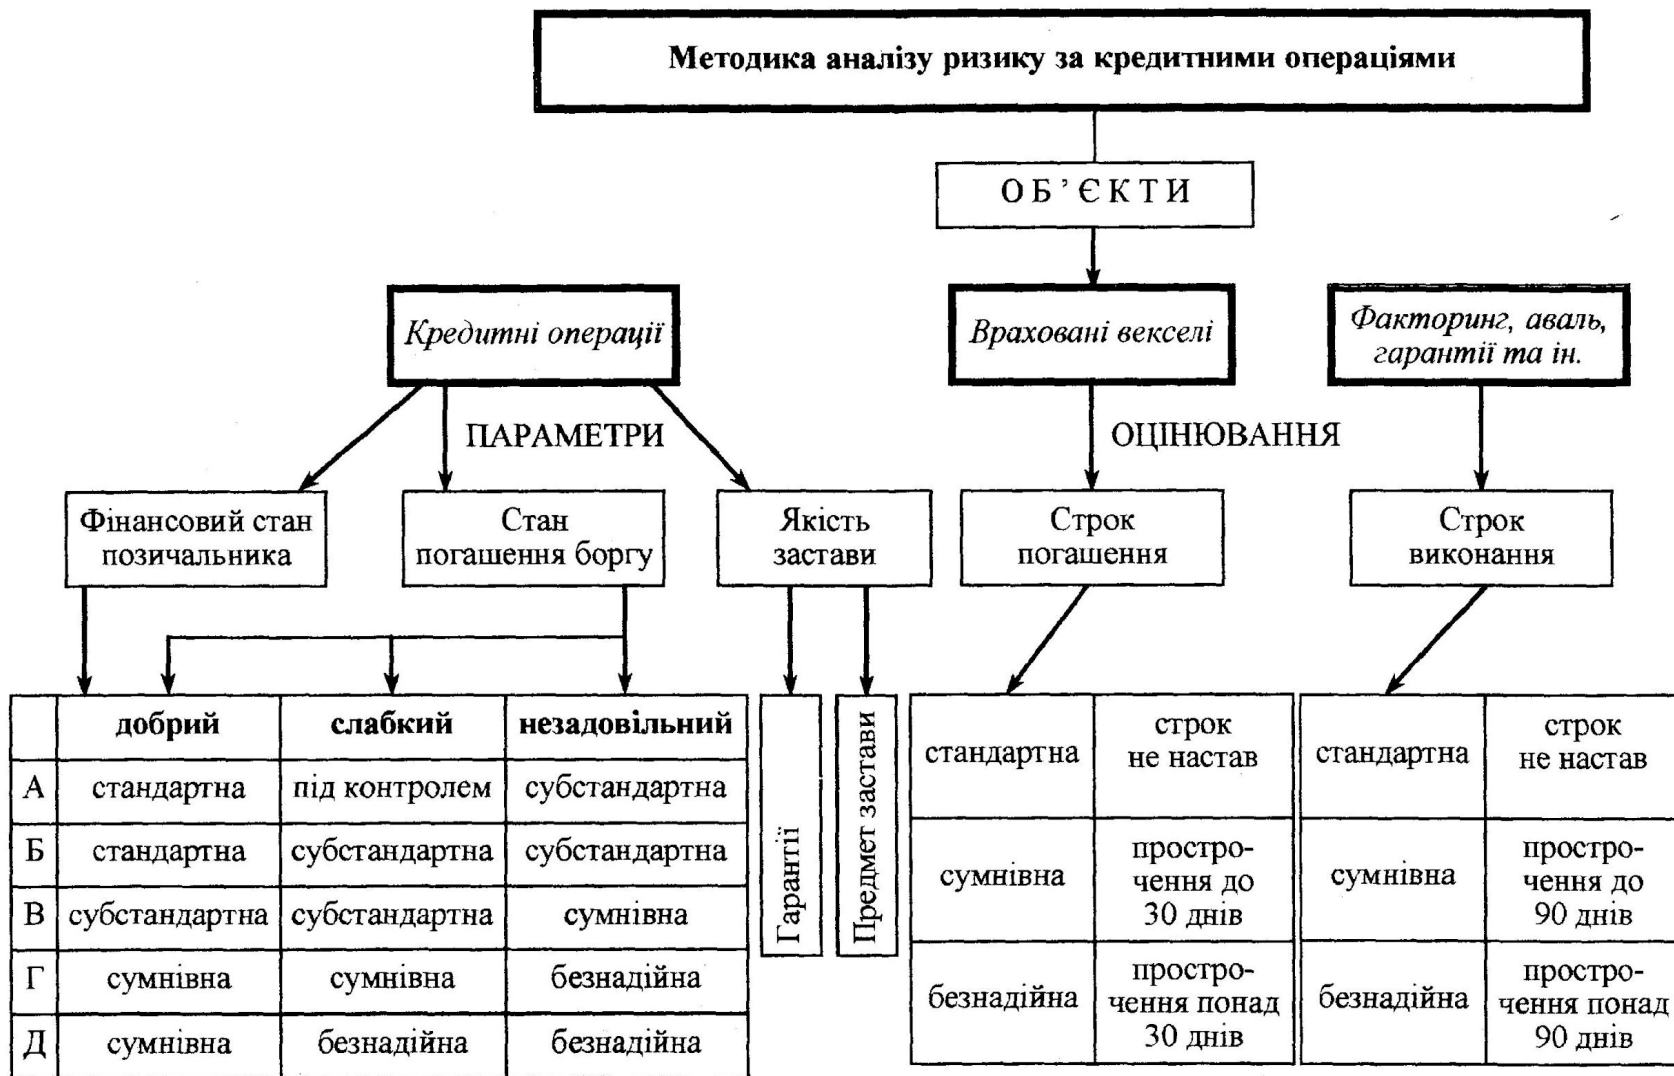 Методика аналізу ризику за кредитними операціями
ОБ’ЄКТИ
Кредитні операції
Враховані векселі
Факторинг, аваль,
гарантії та ін.
ПАРАМЕТРИ
ОЦІНЮВАННЯ
Фінансовий стан
позичальника
Стан
погашення боргу
Якість
застави
Строк
погашення
Строк
виконання
добрий слабкий незадовільний
А стандартна під контролем субстандартна
Б стандартна субстандартна субстандартна
В субстандартна субстандартна сумнівна
Г сумнівна сумнівна безнадійна
Д сумнівна безнадійна безнадійна
Гарантії
Предмет застави
стандартна
строк
не настав
сумнівна
простро-
чення до
30 днів
безнадійна
простро-
чення понад
30 днів
стандартна
строк
не настав
сумнівна
простро-
чення до
90 днів
безнадійна
простро-
чення понад
90 днів